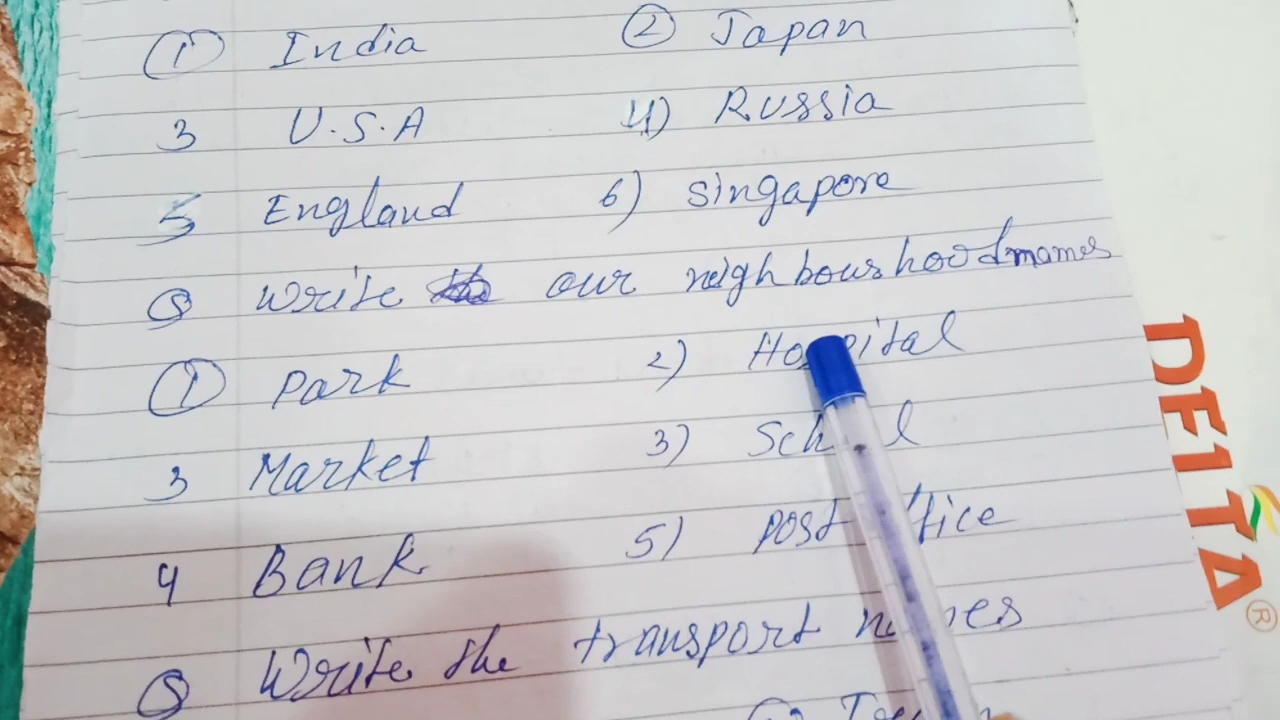 ① India ② Japan
3 U.S.A 4) Russia
5 England 6) Singapore
Q Write our neighbourhood names
① Park 2) Hospital
3 Market 3) School
4 Bank 5) Post office
Q Write the transport names
DELTA®